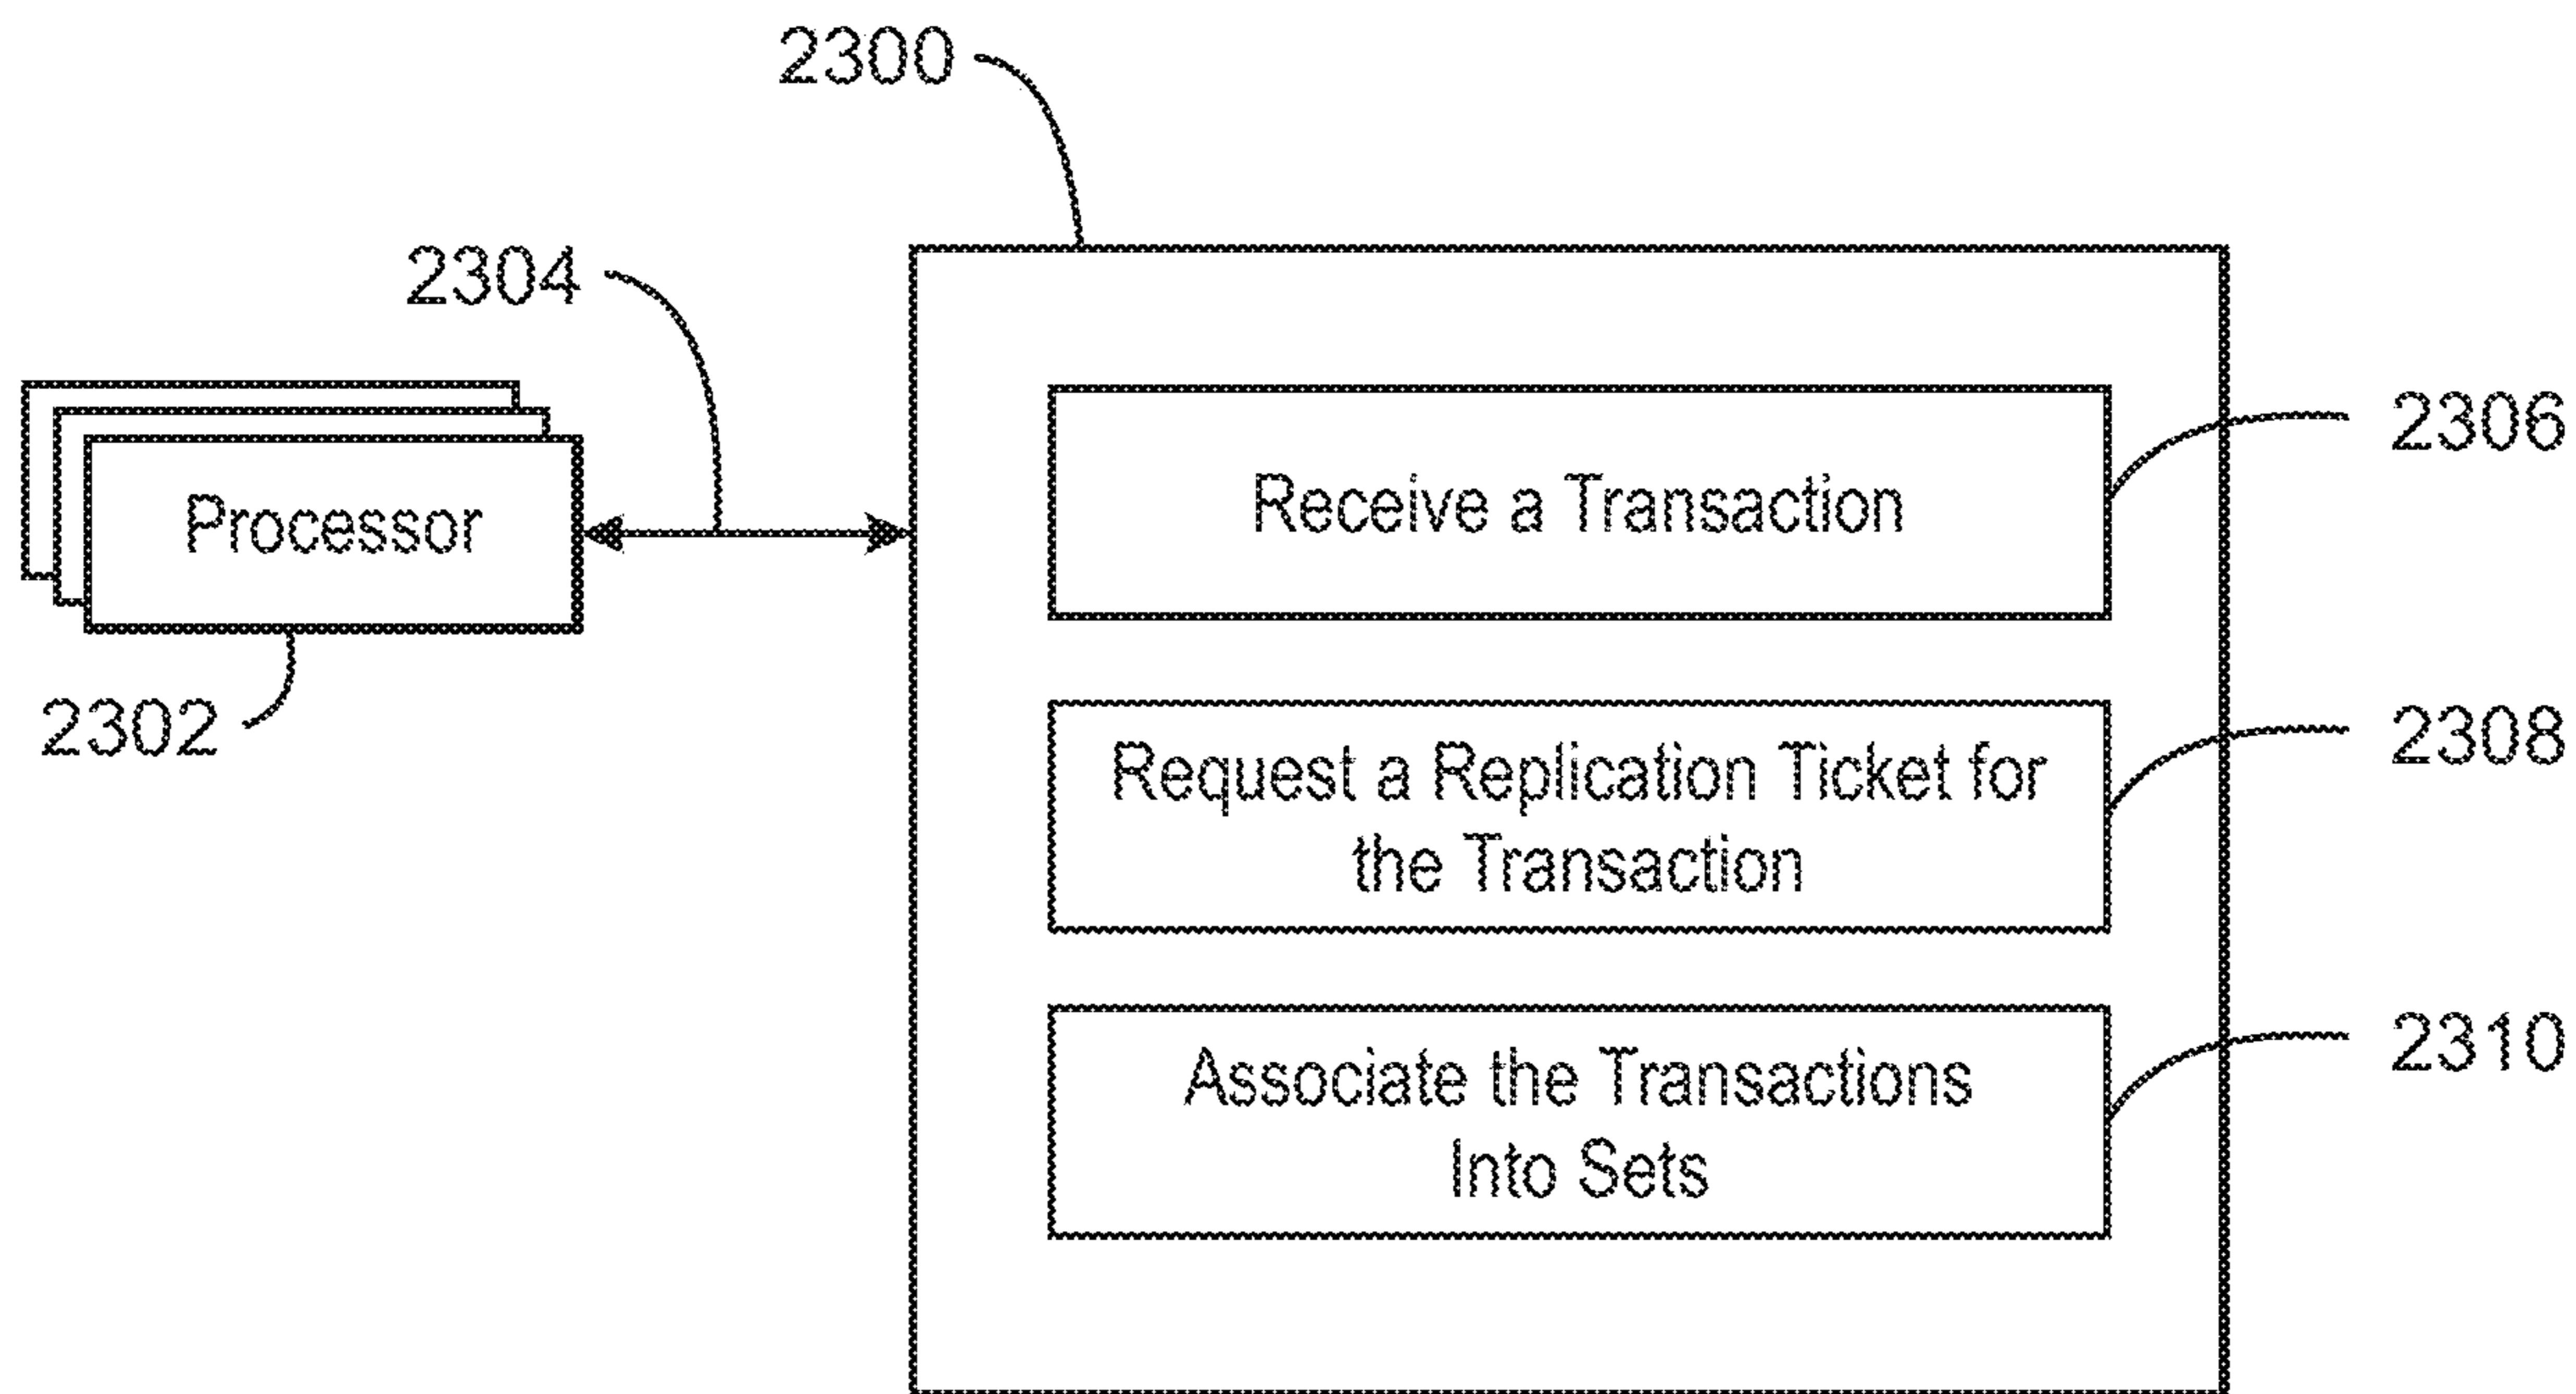 2300
2304
Processor
2302
Receive a Transaction
2306
Request a Replication Ticket for
the Transaction
2308
Associate the Transactions
Into Sets
2310